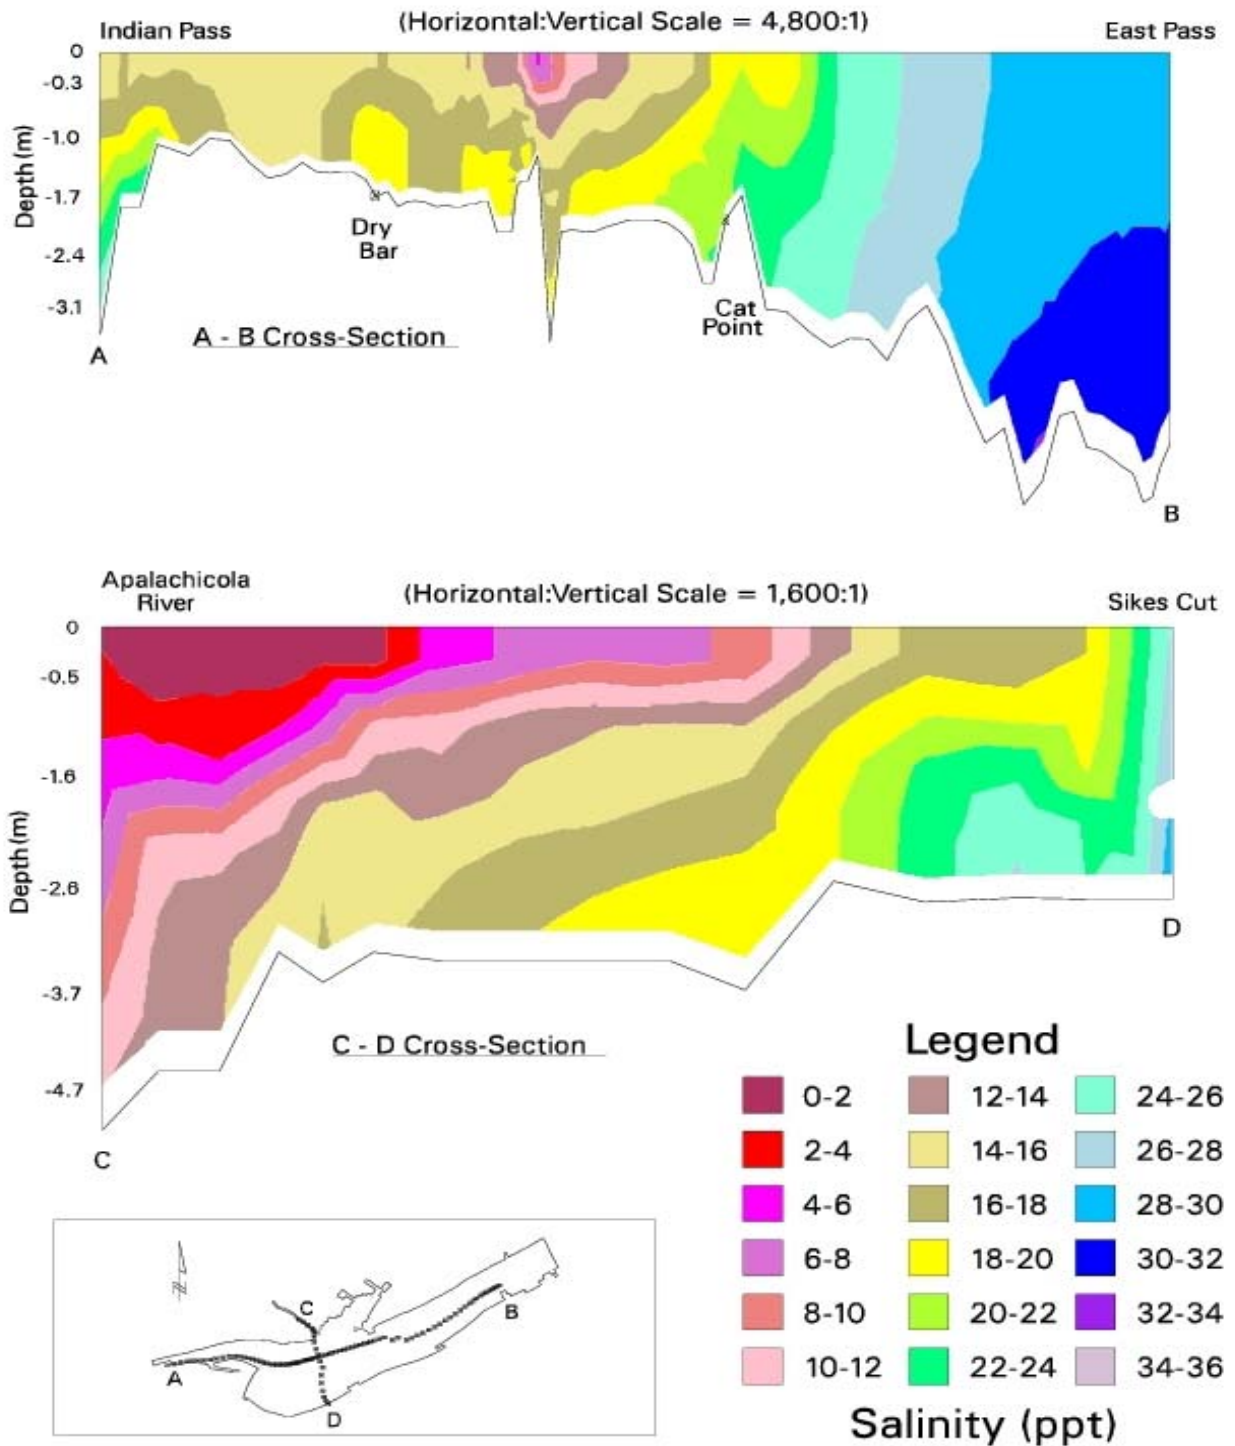 Indian Pass
(Horizontal:Vertical Scale = 4,800:1)
East Pass
0
-0.3
-1.0
-1.7
-2.4
-3.1
Depth (m)
Dry
Bar
Cat
Point
A - B Cross-Section
A
B
Apalachicola
River
(Horizontal:Vertical Scale = 1,600:1)
Sikes Cut
0
-0.5
-1.6
-2.6
-3.7
-4.7
Depth (m)
D
C - D Cross-Section
C
Legend
0-2
2-4
4-6
6-8
8-10
10-12
12-14
14-16
16-18
18-20
20-22
22-24
24-26
26-28
28-30
30-32
32-34
34-36
Salinity (ppt)
N
C
B
A
D